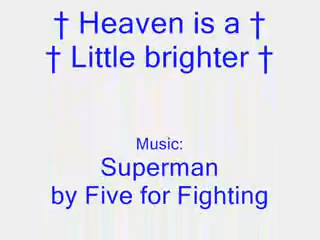 † Heaven is a †
† Little brighter †
Music:
Superman
by Five for Fighting